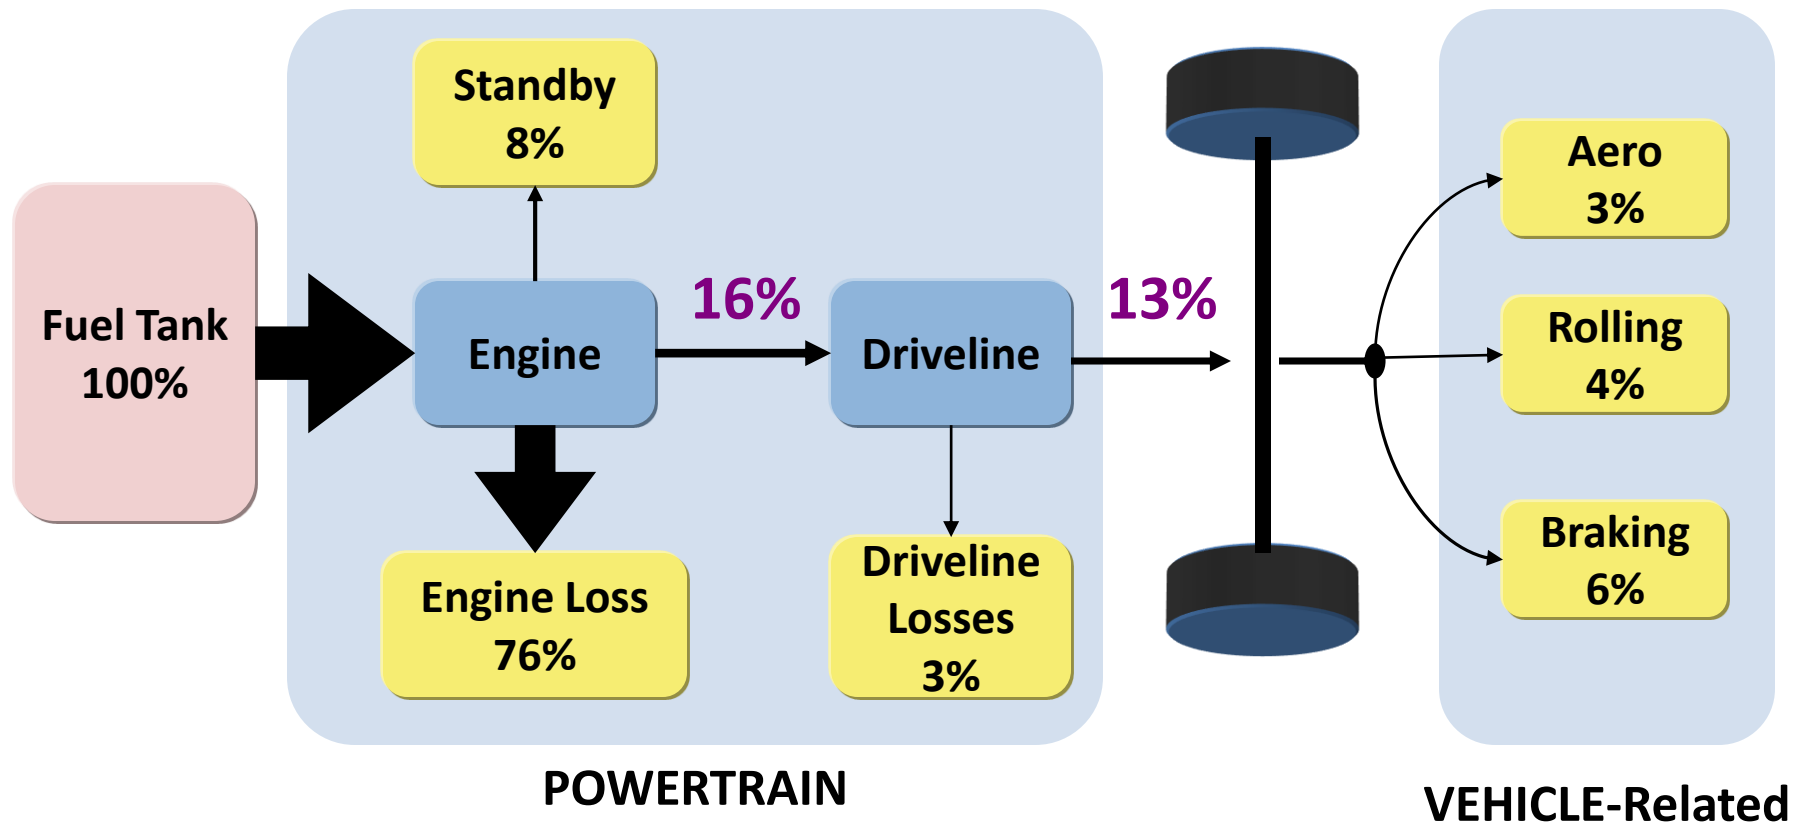 Standby
8%
Fuel Tank
100%
Engine
16%
Driveline
13%
Engine Loss
76%
Driveline
Losses
3%
Aero
3%
Rolling
4%
Braking
6%
POWERTRAIN
VEHICLE-Related